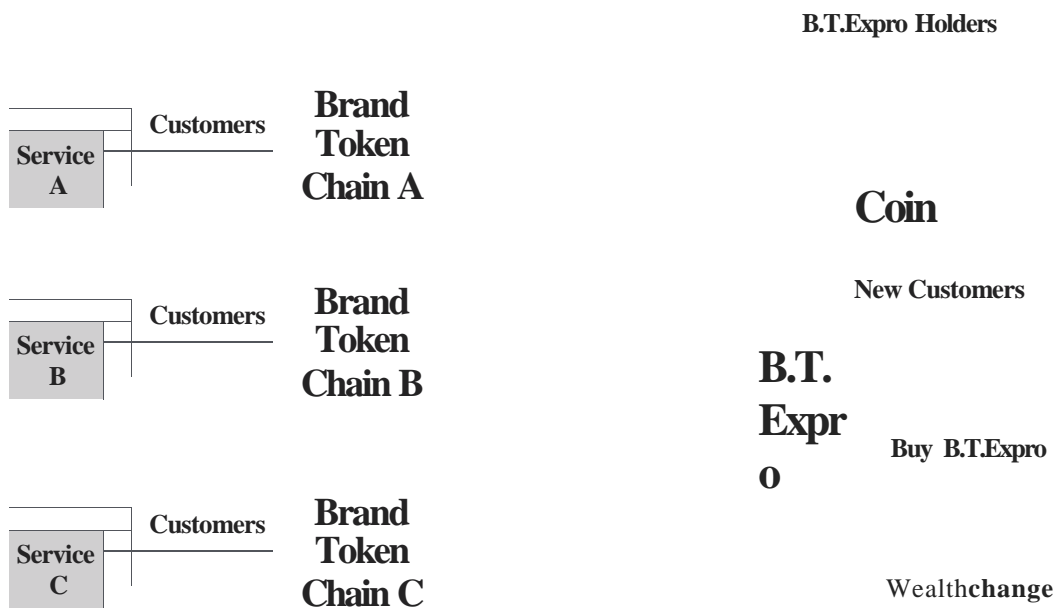 B.T.Expro Holders
Customers
Brand
Token
Chain A
Service
A
Coin
New Customers
Customers
Brand
Token
Chain B
Service
B
B.T.
Expr
o
Buy B.T.Expro
Customers
Brand
Token
Chain C
Service
C
Wealthchange